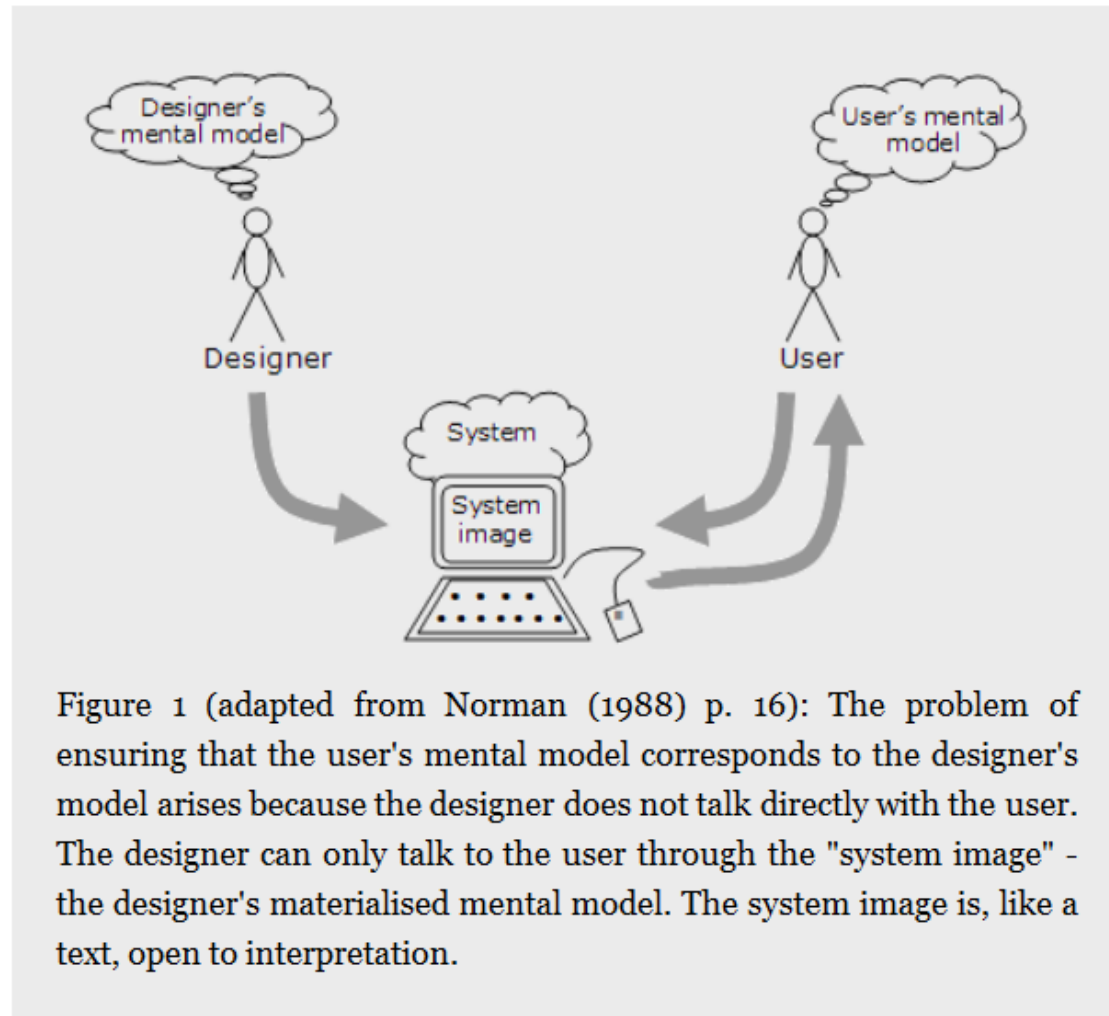 Designer's
mental model
User's mental
model
Designer
User
System
System
image
Figure 1 (adapted from Norman (1988) p. 16): The problem of
ensuring that the user's mental model corresponds to the designer's
model arises because the designer does not talk directly with the user.
The designer can only talk to the user through the "system image" -
the designer's materialised mental model. The system image is, like a
text, open to interpretation.